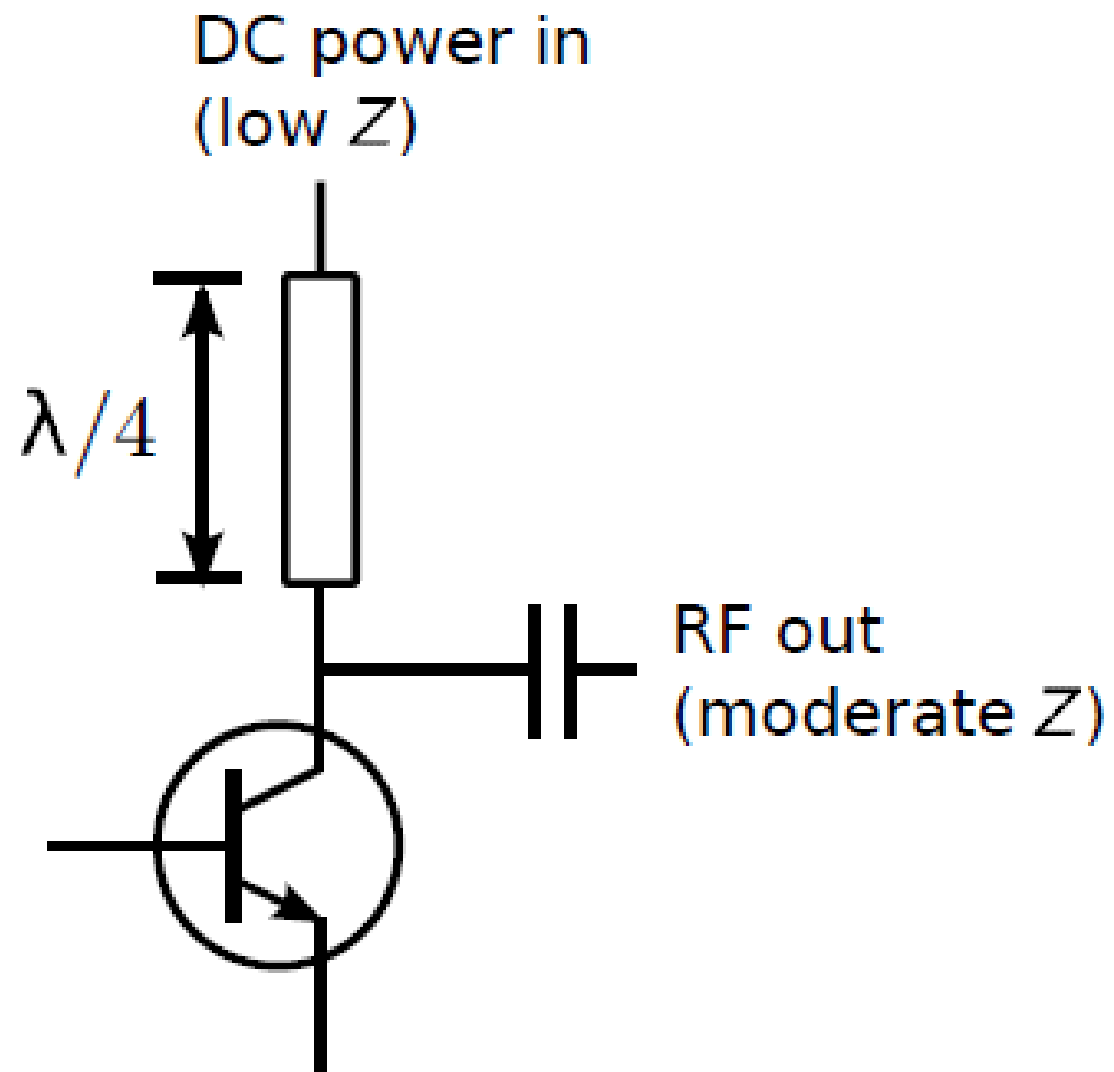 DC power in
(low Z)
λ/4
RF out
(moderate Z)